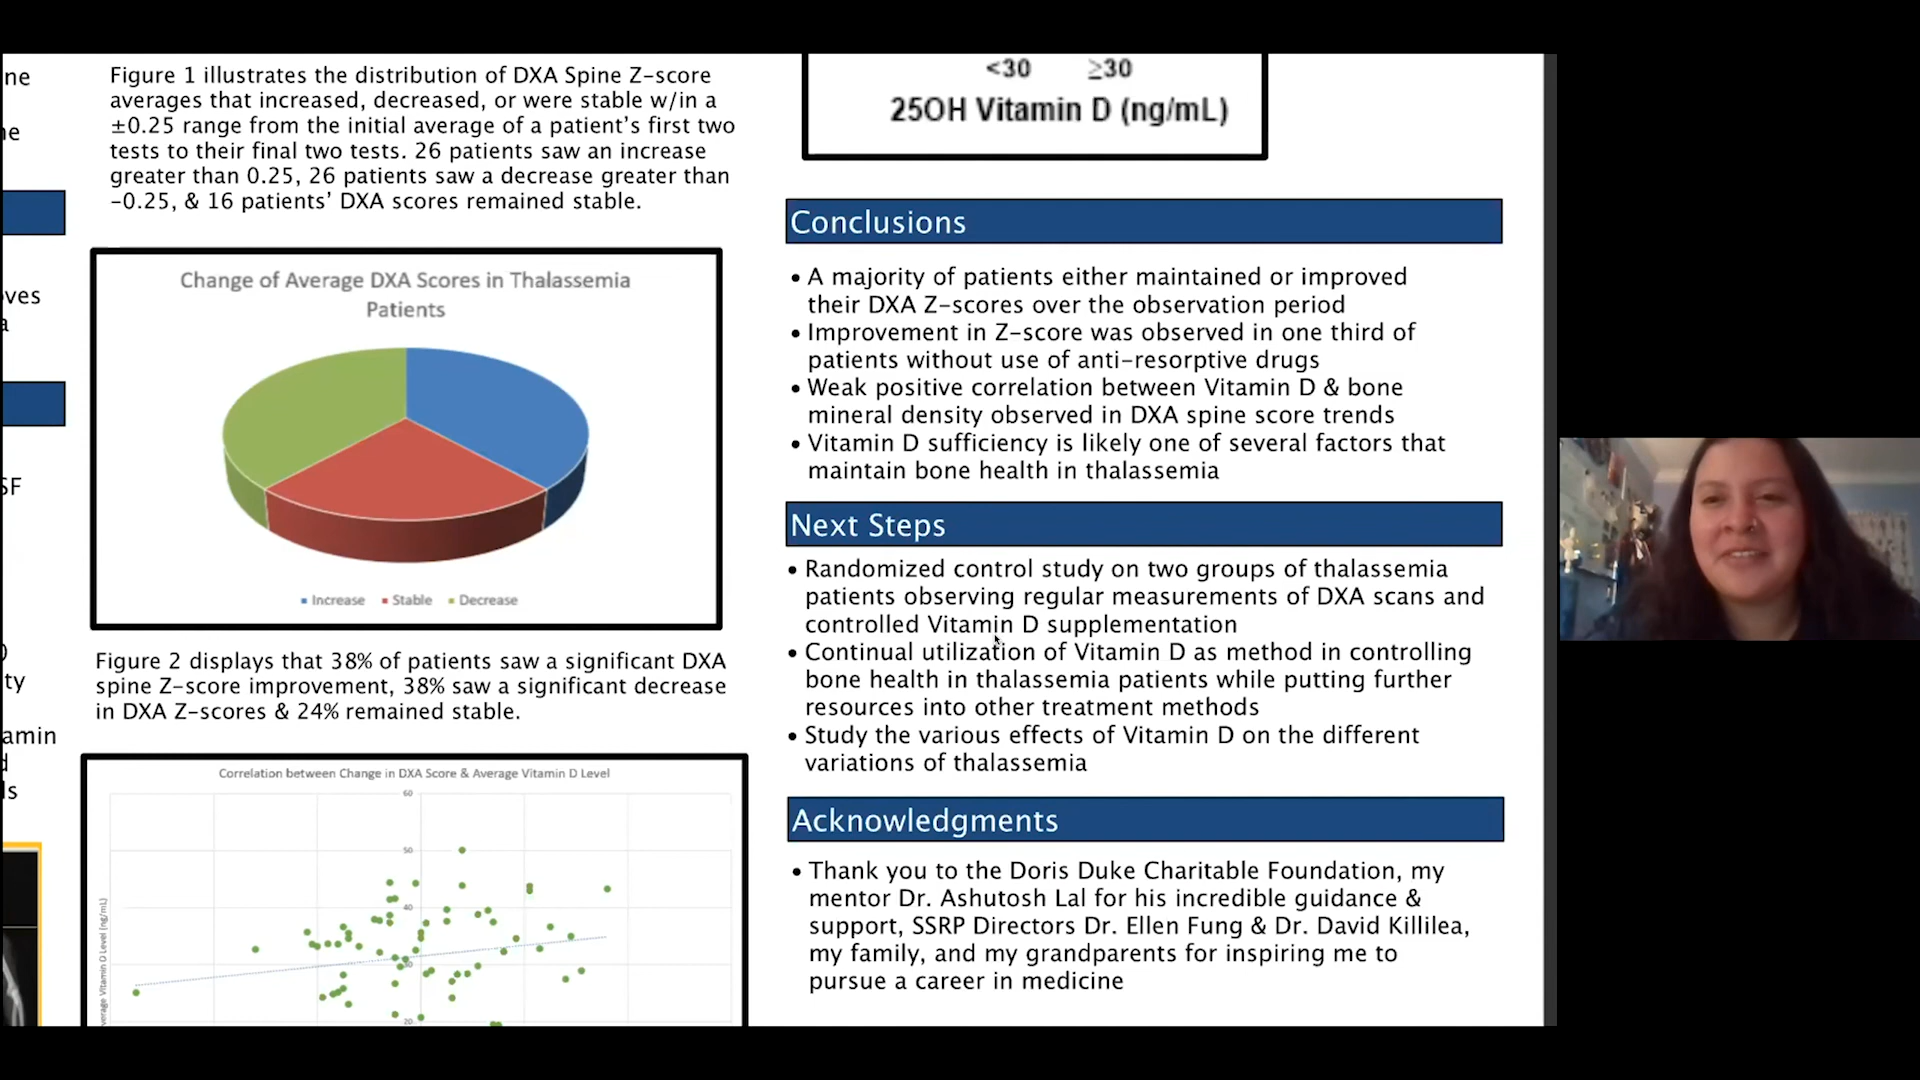 ne
ne
oves
a
SF
ty
amin
d
ls
Figure 1 illustrates the distribution of DXA Spine Z-score
averages that increased, decreased, or were stable w/in a
±0.25 range from the initial average of a patient's first two
tests to their final two tests. 26 patients saw an increase
greater than 0.25, 26 patients saw a decrease greater than
-0.25, & 16 patients' DXA scores remained stable.
Change of Average DXA Scores in Thalassemia
Patients
Increase Stable Decrease
Figure 2 displays that 38% of patients saw a significant DXA
spine Z-score improvement, 38% saw a significant decrease
in DXA Z-scores & 24% remained stable.
Correlation between Change in DXA Score & Average Vitamin D Level
60
50
40
30
20
verage Vitamin D Level (ng/mL)
<30 ≥30
25OH Vitamin D (ng/mL)
Conclusions
• A majority of patients either maintained or improved
their DXA Z-scores over the observation period
• Improvement in Z-score was observed in one third of
patients without use of anti-resorptive drugs
• Weak positive correlation between Vitamin D & bone
mineral density observed in DXA spine score trends
• Vitamin D sufficiency is likely one of several factors that
maintain bone health in thalassemia
Next Steps
• Randomized control study on two groups of thalassemia
patients observing regular measurements of DXA scans and
controlled Vitamin D supplementation
• Continual utilization of Vitamin D as method in controlling
bone health in thalassemia patients while putting further
resources into other treatment methods
• Study the various effects of Vitamin D on the different
variations of thalassemia
Acknowledgments
• Thank you to the Doris Duke Charitable Foundation, my
mentor Dr. Ashutosh Lal for his incredible guidance &
support, SSRP Directors Dr. Ellen Fung & Dr. David Killilea,
my family, and my grandparents for inspiring me to
pursue a career in medicine